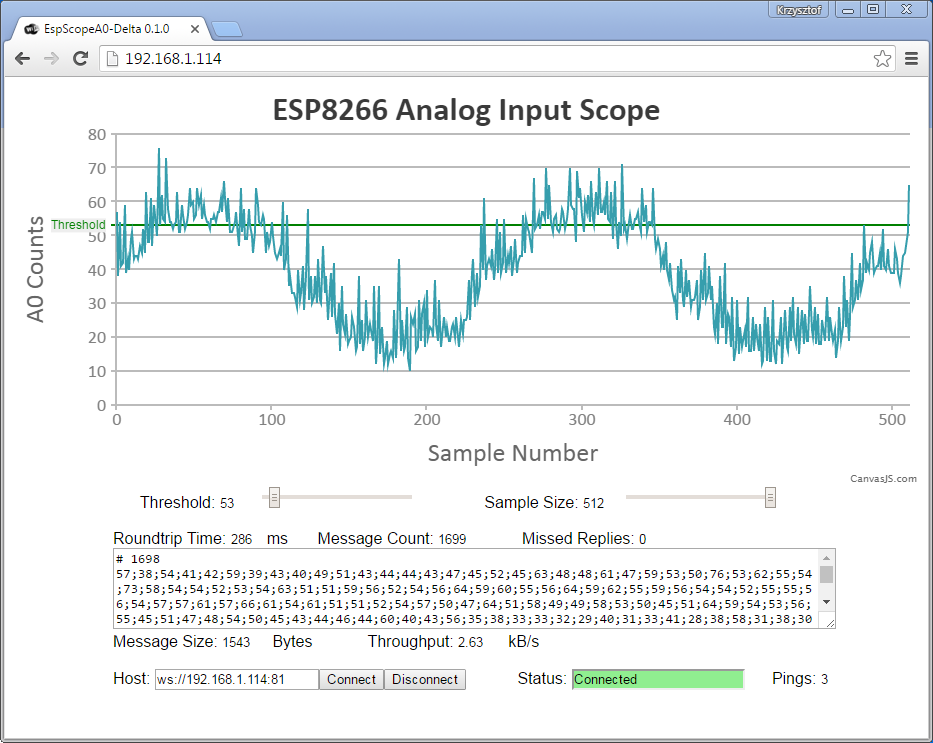 Krzysztof
EspScopeA0-Delta 0.1.0
192.168.1.114
ESP8266 Analog Input Scope
80
70
60
Threshold
50
40
30
20
10
0
A0 Counts
0 100 200 300 400 500
Sample Number
CanvasJS.com
Threshold: 53 Sample Size: 512
Roundtrip Time: 286 ms Message Count: 1699 Missed Replies: 0
# 1698
57;38;54;41;42;59;39;43;40;49;51;43;44;44;43;47;45;52;45;63;48;48;61;47;59;53;50;76;53;62;55;54
;73;58;54;54;52;53;54;63;51;51;59;56;52;54;56;64;59;60;55;56;64;59;62;55;59;56;54;54;52;55;55;5
6;54;57;57;61;57;66;61;54;61;51;51;52;54;57;50;47;64;51;58;49;49;58;53;50;45;51;64;59;54;53;56;
55;45;51;47;48;54;50;45;43;44;46;44;60;40;43;56;35;38;33;33;32;29;40;31;33;41;28;38;58;31;38;30
Message Size: 1543 Bytes Throughput: 2.63 kB/s
Host: ws://192.168.1.114:81 Connect Disconnect Status: Connected Pings: 3